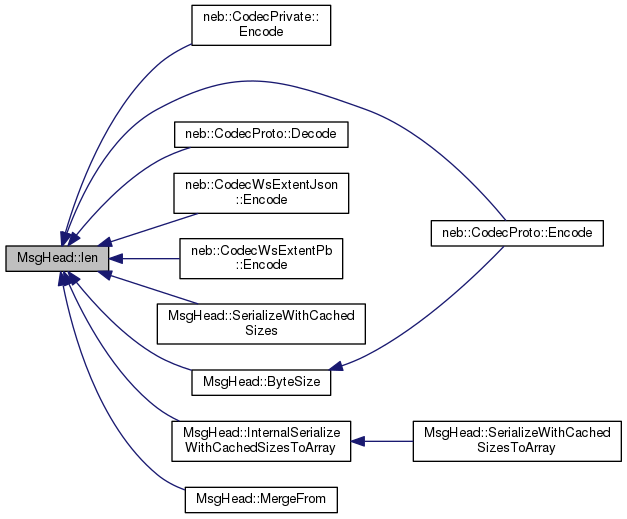 neb::CodecPrivate::
Encode
neb::CodecProto::Decode
neb::CodecWsExtentJson
::Encode
neb::CodecProto::Encode
MsgHead::len
neb::CodecWsExtentPb
::Encode
MsgHead::SerializeWithCached
Sizes
MsgHead::ByteSize
MsgHead::InternalSerialize
WithCachedSizesToArray
MsgHead::SerializeWithCached
SizesToArray
MsgHead::MergeFrom